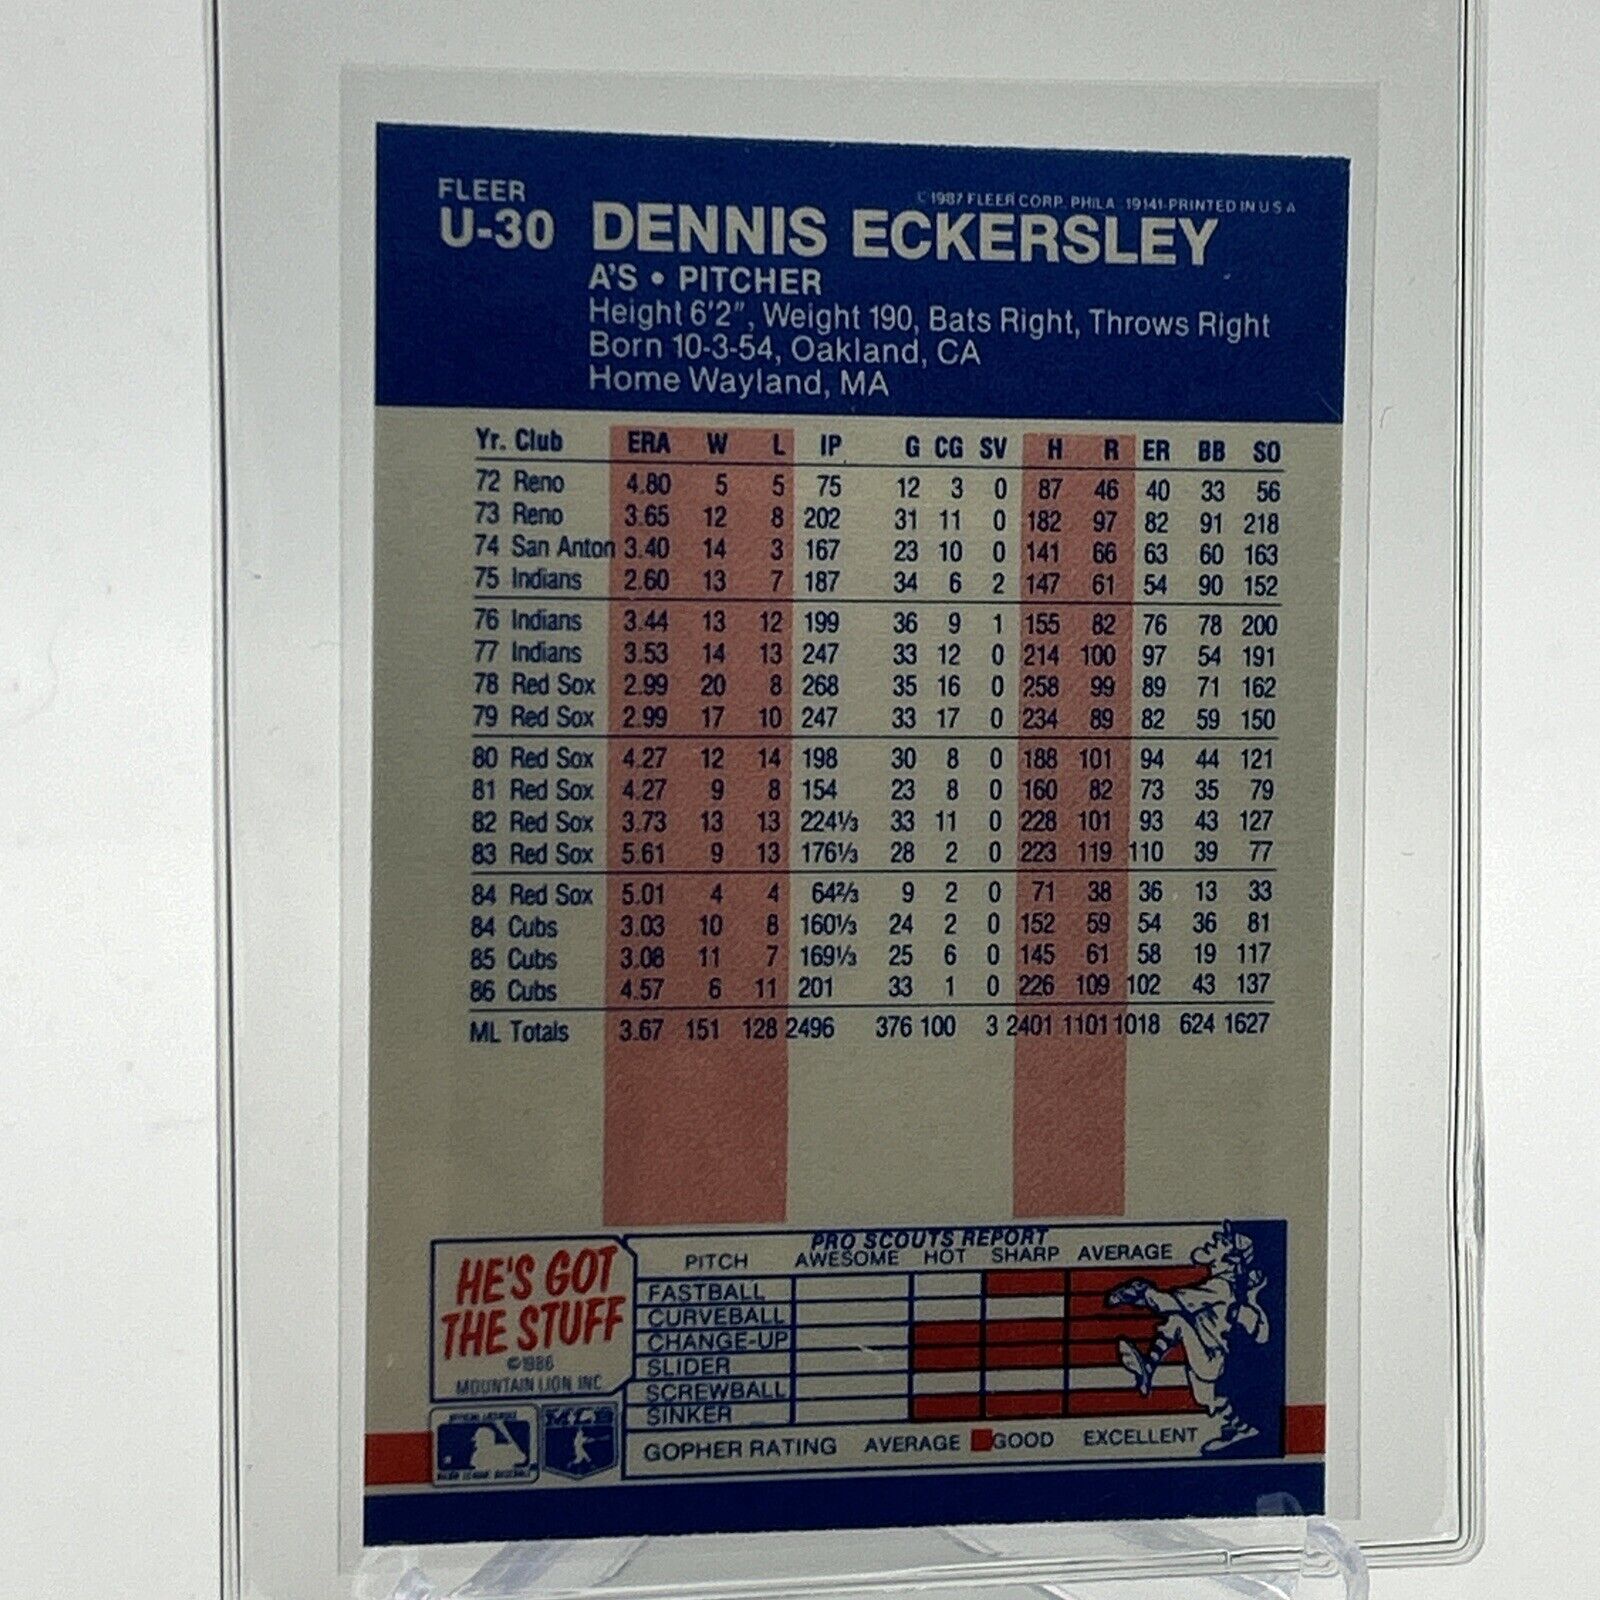 FLEER
U-30 DENNIS ECKERSLEY
©1987 FLEER CORP. PHILA 19141-PRINTED IN U S A
A'S • PITCHER
Height 6'2", Weight 190, Bats Right, Throws Right
Born 10-3-54, Oakland, CA
Home Wayland, MA
Yr. Club ERA W L IP G CG SV H R ER BB SO
72 Reno 4.80 5 5 75 12 3 0 87 46 40 33 56
73 Reno 3.65 12 8 202 31 11 0 182 97 82 91 218
74 San Anton 3.40 14 3 167 23 10 0 141 66 63 60 163
75 Indians 2.60 13 7 187 34 6 2 147 61 54 90 152
76 Indians 3.44 13 12 199 36 9 1 155 82 76 78 200
77 Indians 3.53 14 13 247 33 12 0 214 100 97 54 191
78 Red Sox 2.99 20 8 268 35 16 0 258 99 89 71 162
79 Red Sox 2.99 17 10 247 33 17 0 234 89 82 59 150
80 Red Sox 4.27 12 14 198 30 8 0 188 101 94 44 121
81 Red Sox 4.27 9 8 154 23 8 0 160 82 73 35 79
82 Red Sox 3.73 13 13 224⅓ 33 11 0 228 101 93 43 127
83 Red Sox 5.61 9 13 176⅓ 28 2 0 223 119 110 39 77
84 Red Sox 5.01 4 4 64⅔ 9 2 0 71 38 36 13 33
84 Cubs 3.03 10 8 160⅓ 24 2 0 152 59 54 36 81
85 Cubs 3.08 11 7 169⅓ 25 6 0 145 61 58 19 117
86 Cubs 4.57 6 11 201 33 1 0 226 109 102 43 137
ML Totals 3.67 151 128 2496 376 100 3 2401 1101 1018 624 1627
HE'S GOT
THE STUFF
©1986
MOUNTAIN LION INC
PRO SCOUTS REPORT
PITCH AWESOME HOT SHARP AVERAGE
FASTBALL
CURVEBALL
CHANGE-UP
SLIDER
SCREWBALL
SINKER
GOPHER RATING AVERAGE GOOD EXCELLENT
MAJOR LEAGUE BASEBALL